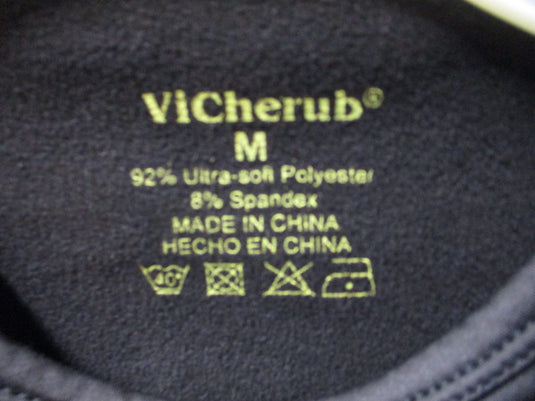 ViCherub®
M
92% Ultra-soft Polyester
8% Spandex
MADE IN CHINA
HECHO EN CHINA
40°